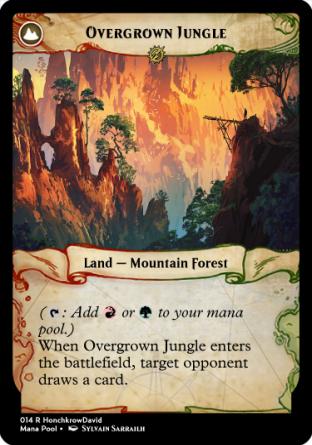 OVERGROWN JUNGLE
Land — Mountain Forest
( : Add or to your mana
pool.)
When Overgrown Jungle enters
the battlefield, target opponent
draws a card.
014 R HonchkrowDavid
Mana Pool • SYLVAIN SARRAILH